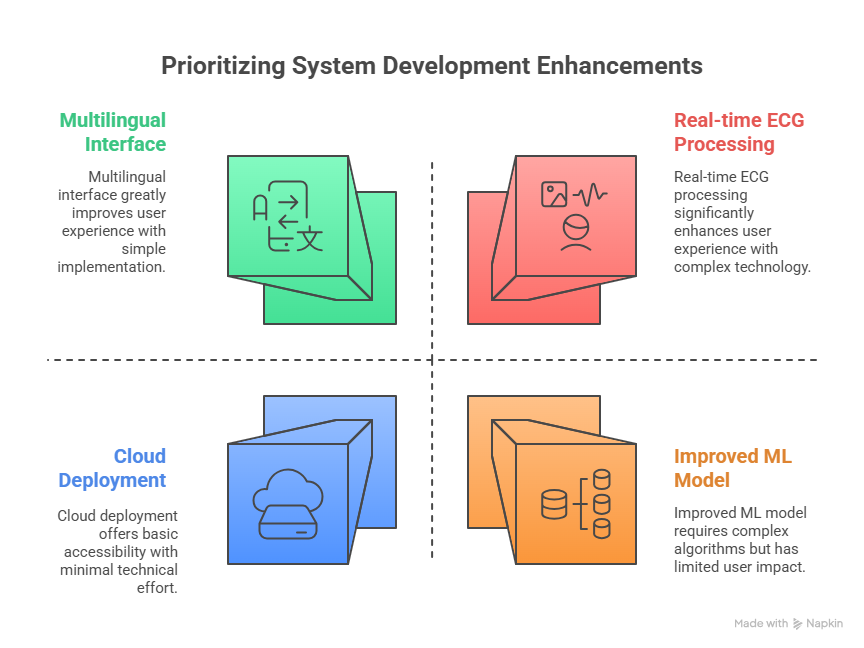 Prioritizing System Development Enhancements
Multilingual
Interface
Multilingual
interface greatly
improves user
experience with
simple
implementation.
Real-time ECG
Processing
Real-time ECG
processing
significantly
enhances user
experience with
complex technology.
A
文
Cloud
Deployment
Cloud deployment
offers basic
accessibility with
minimal technical
effort.
Improved ML
Model
Improved ML model
requires complex
algorithms but has
limited user impact.
Made with Napkin